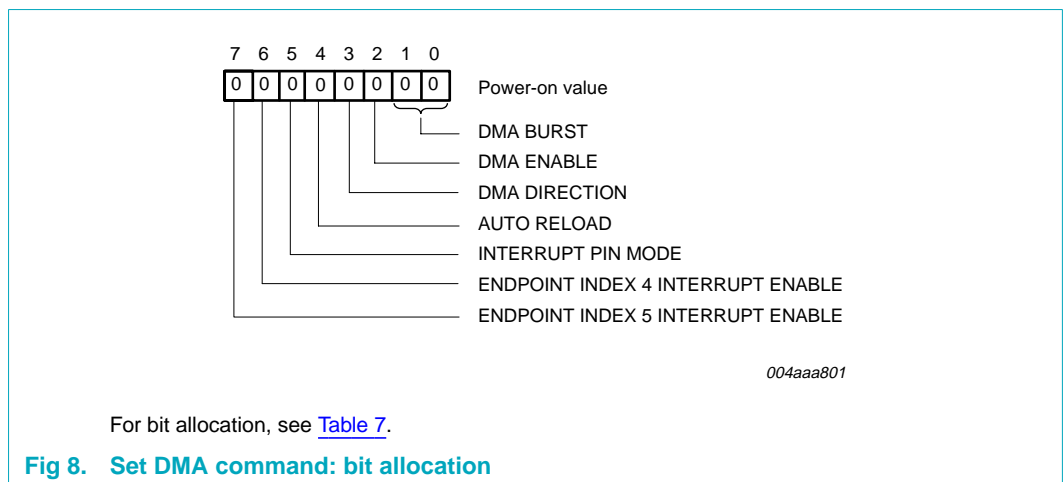 7 6 5 4 3 2 1 0
0 0 0 0 0 0 0 0 Power-on value
DMA BURST
DMA ENABLE
DMA DIRECTION
AUTO RELOAD
INTERRUPT PIN MODE
ENDPOINT INDEX 4 INTERRUPT ENABLE
ENDPOINT INDEX 5 INTERRUPT ENABLE
004aaa801
For bit allocation, see Table 7.
Fig 8. Set DMA command: bit allocation